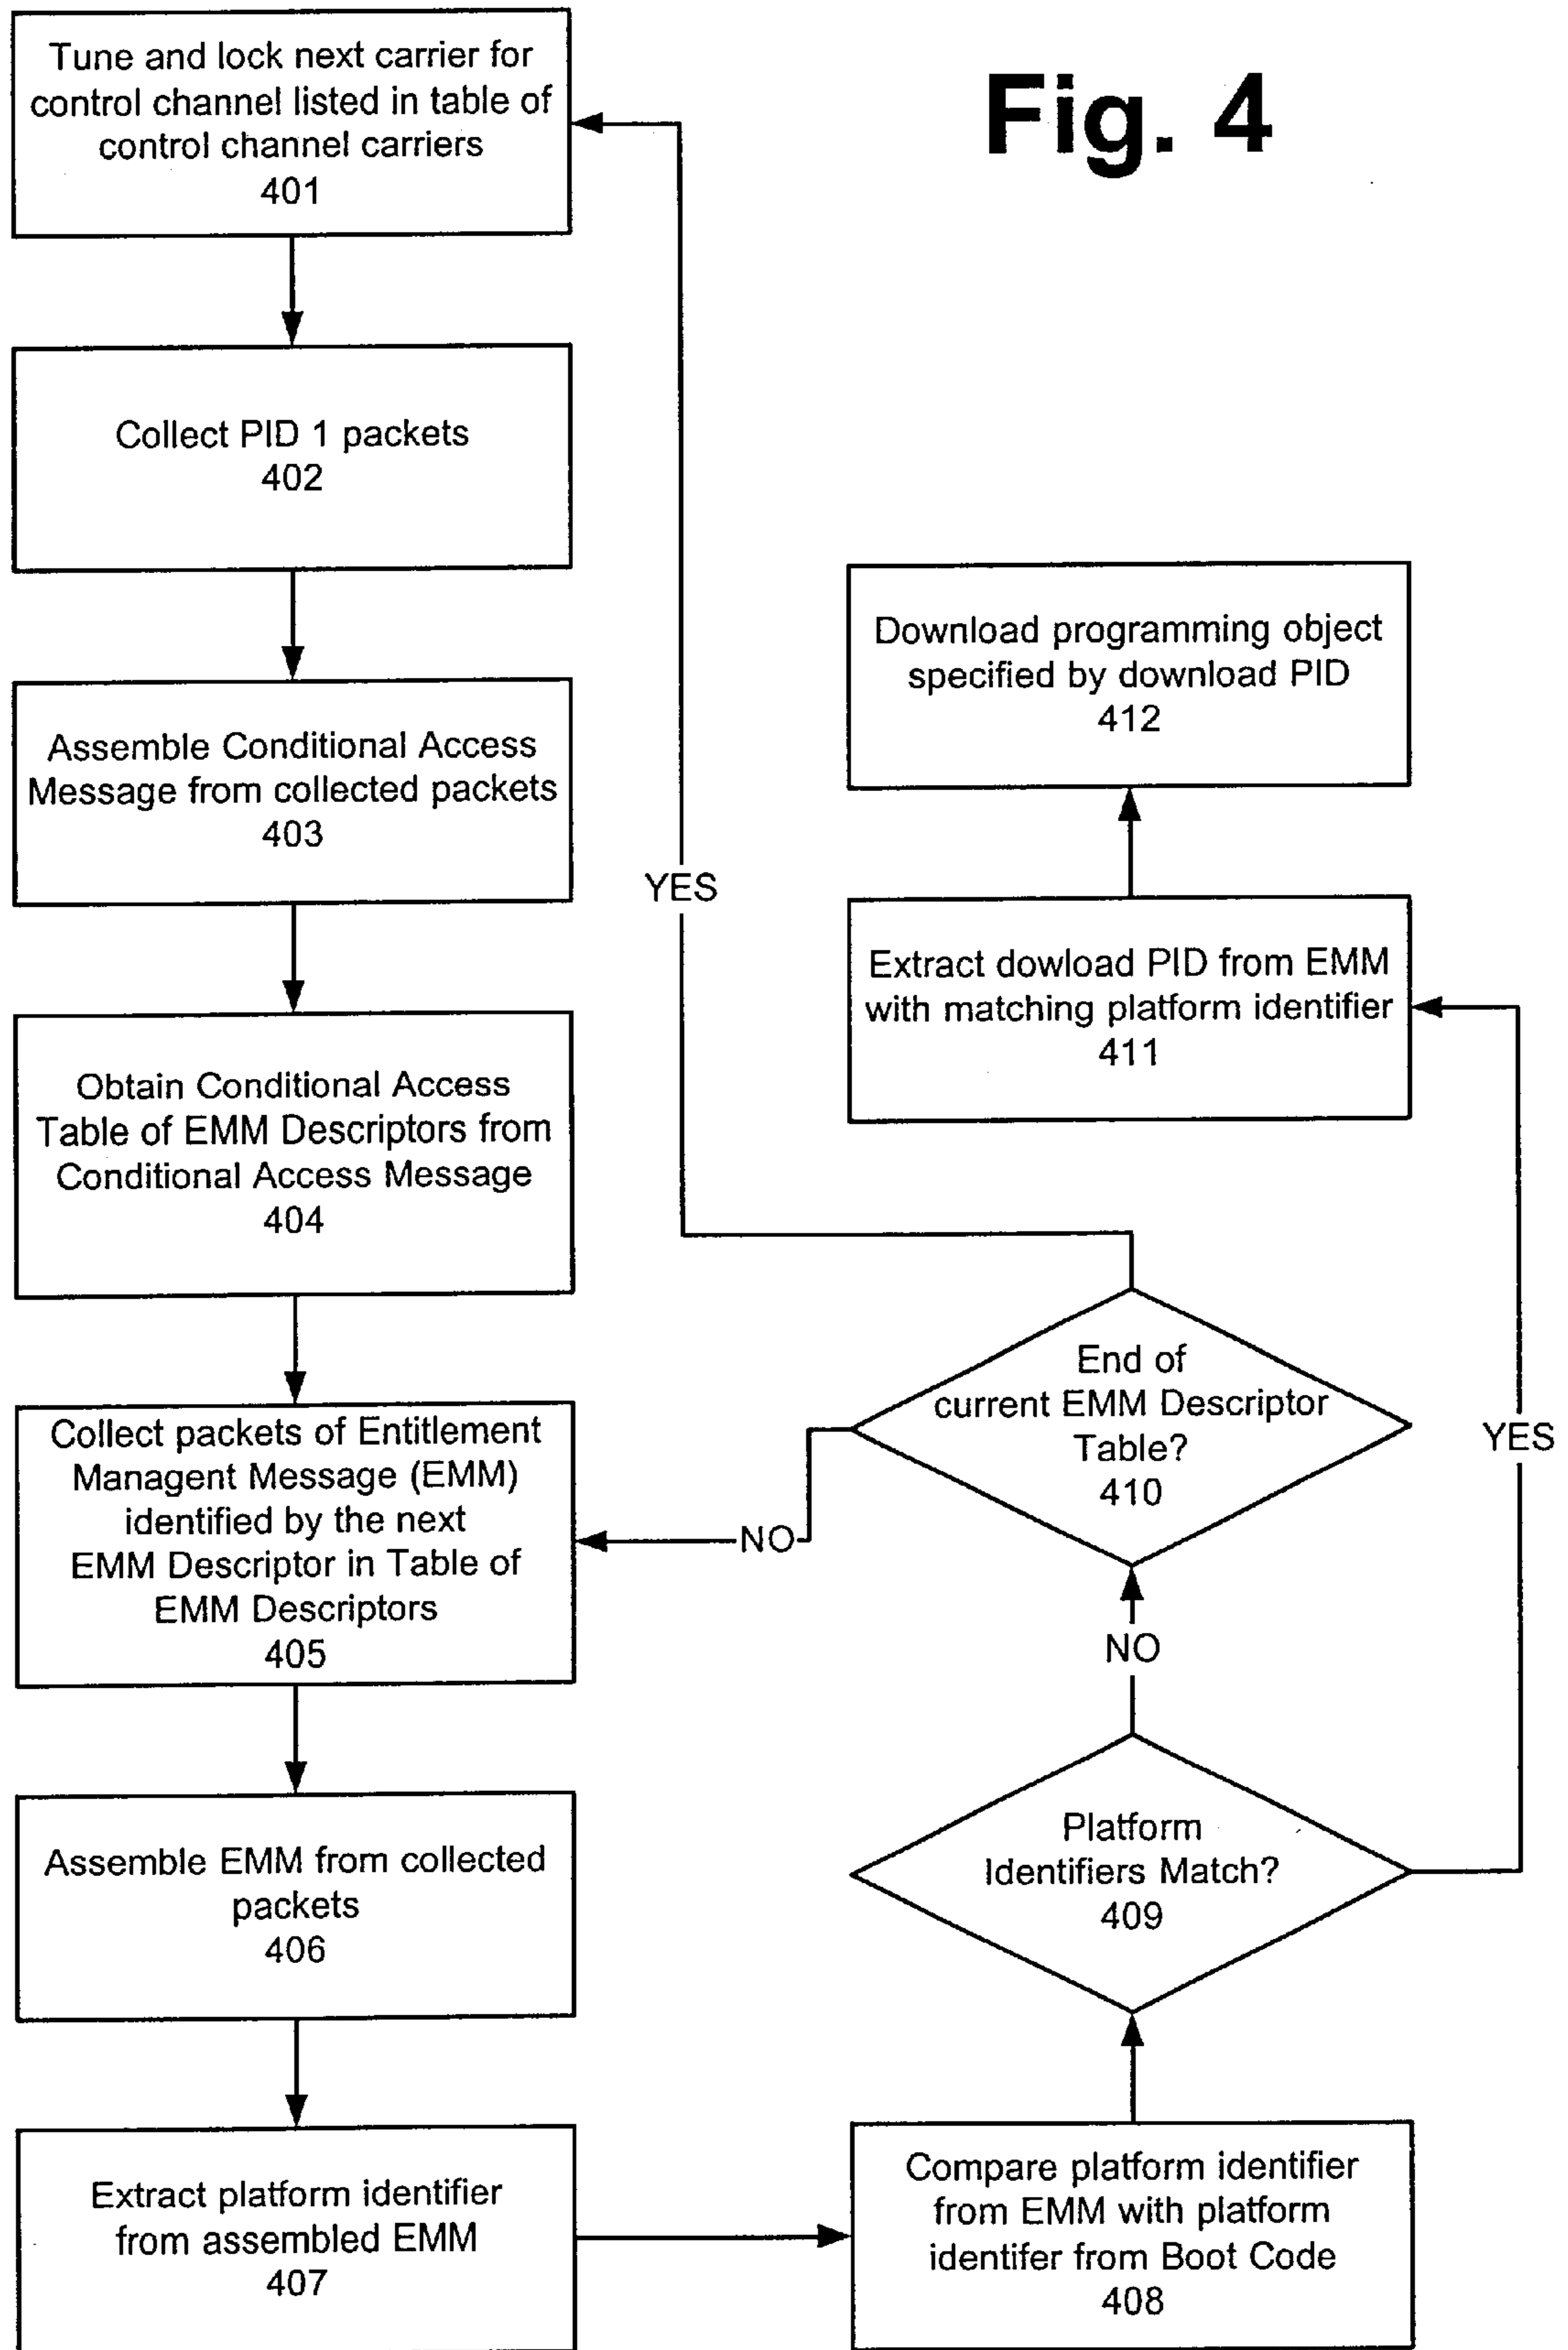 Fig. 4
Tune and lock next carrier for
control channel listed in table of
control channel carriers
401
Collect PID 1 packets
402
Assemble Conditional Access
Message from collected packets
403
Obtain Conditional Access
Table of EMM Descriptors from
Conditional Access Message
404
Collect packets of Entitlement
Managent Message (EMM)
identified by the next
EMM Descriptor in Table of
EMM Descriptors
405
Assemble EMM from collected
packets
406
Extract platform identifier
from assembled EMM
407
Compare platform identifier
from EMM with platform
identifer from Boot Code
408
Platform
Identifiers Match?
409
NO
YES
End of
current EMM Descriptor
Table?
410
NO
YES
Extract dowload PID from EMM
with matching platform identifier
411
Download programming object
specified by download PID
412